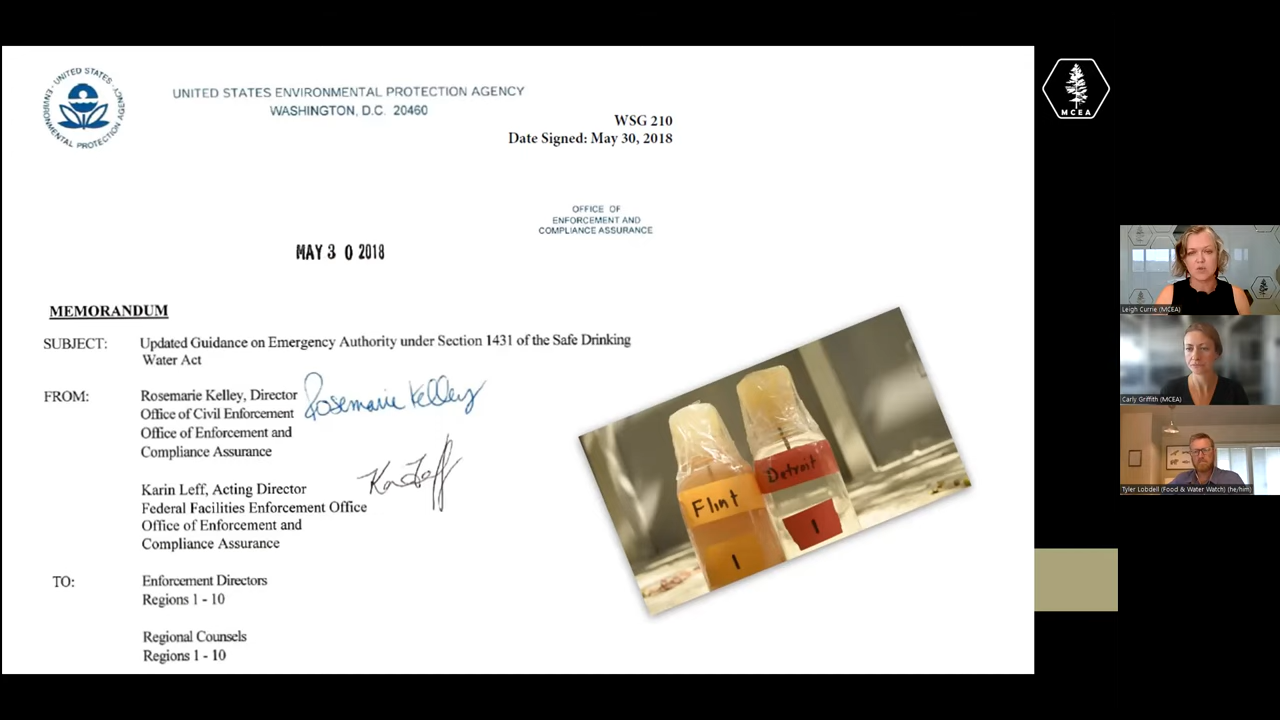 UNITED STATES ENVIRONMENTAL PROTECTION AGENCY
UNITED STATES ENVIRONMENTAL PROTECTION AGENCY
WASHINGTON, D.C. 20460
WSG 210
Date Signed: May 30, 2018
OFFICE OF
ENFORCEMENT AND
COMPLIANCE ASSURANCE
MAY 3 0 2018
MEMORANDUM
SUBJECT: Updated Guidance on Emergency Authority under Section 1431 of the Safe Drinking
Water Act
FROM: Rosemarie Kelley, Director
Rosemarie Kelley
Office of Civil Enforcement
Office of Enforcement and
Compliance Assurance
Karin Leff, Acting Director
Federal Facilities Enforcement Office
Office of Enforcement and
Compliance Assurance
TO: Enforcement Directors
Regions 1 - 10
Regional Counsels
Regions 1 - 10
Flint
1
Detroit
1
MCEA
Leigh Currie (MCEA)
Carly Griffith (MCEA)
Tyler Lobdell (Food & Water Watch) (he/him)